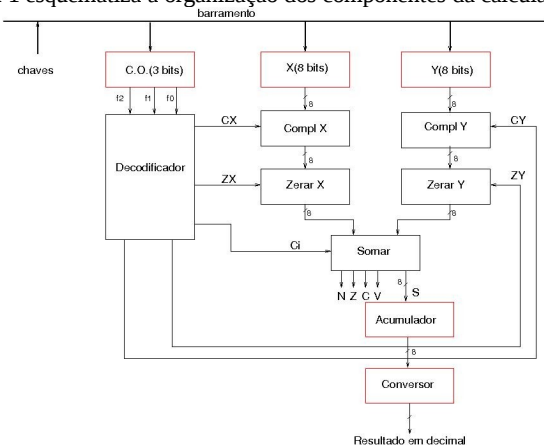 1 esquematiza a organização dos componentes da calcula
barramento
chaves
C.O.(3 bits)
X(8 bits)
Y(8 bits)
f2 f1 f0
8
8
CX
Compl X
Compl Y
CY
Decodificador
8
8
ZX
Zerar X
Zerar Y
ZY
8
8
Ci
Somar
N Z C V
8
S
Acumulador
8
Conversor
Resultado em decimal